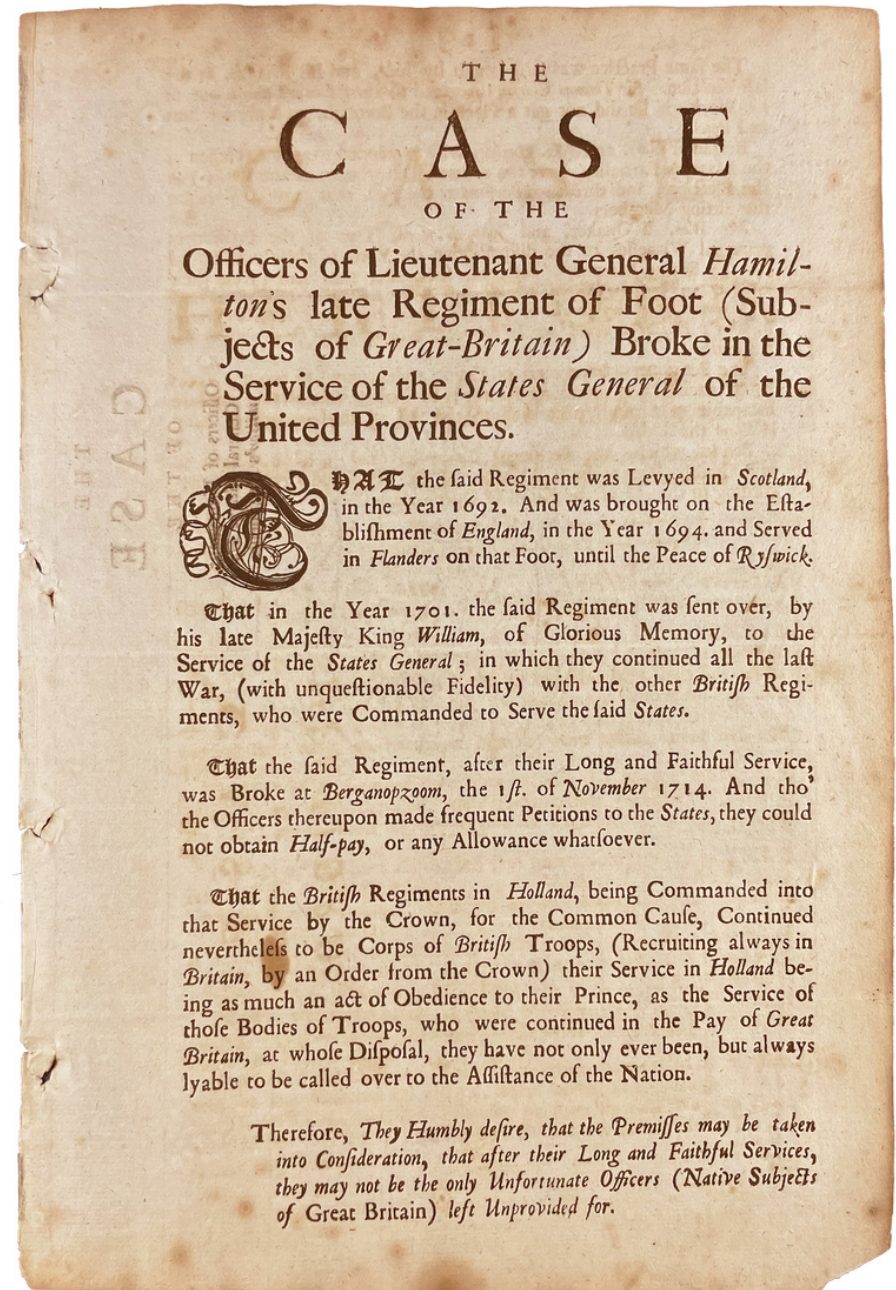 THE
CASE
OF THE
Officers of Lieutenant General Hamil-
ton's late Regiment of Foot (Sub-
jects of Great-Britain) Broke in the
Service of the States General of the
United Provinces.
THAT the ſaid Regiment was Levyed in Scotland,
in the Year 1692. And was brought on the Eſta-
bliſhment of England, in the Year 1694. and Served
in Flanders on that Foot, until the Peace of Ryſwick.
That in the Year 1701. the ſaid Regiment was ſent over, by
his late Majeſty King William, of Glorious Memory, to the
Service of the States General; in which they continued all the laſt
War, (with unqueſtionable Fidelity) with the other Britiſh Regi-
ments, who were Commanded to Serve the ſaid States.
That the ſaid Regiment, after their Long and Faithful Service,
was Broke at Berganopzoom, the 1ſt. of November 1714. And tho'
the Officers thereupon made frequent Petitions to the States, they could
not obtain Half-pay, or any Allowance whatſoever.
That the Britiſh Regiments in Holland, being Commanded into
that Service by the Crown, for the Common Cauſe, Continued
nevertheleſs to be Corps of Britiſh Troops, (Recruiting always in
Britain, by an Order from the Crown) their Service in Holland be-
ing as much an act of Obedience to their Prince, as the Service of
thoſe Bodies of Troops, who were continued in the Pay of Great
Britain, at whoſe Diſpoſal, they have not only ever been, but always
lyable to be called over to the Aſſiſtance of the Nation.
Therefore, They Humbly deſire, that the Premiſſes may be taken
into Conſideration, that after their Long and Faithful Services,
they may not be the only Unfortunate Officers (Native Subjects
of Great Britain) left Unprovided for.